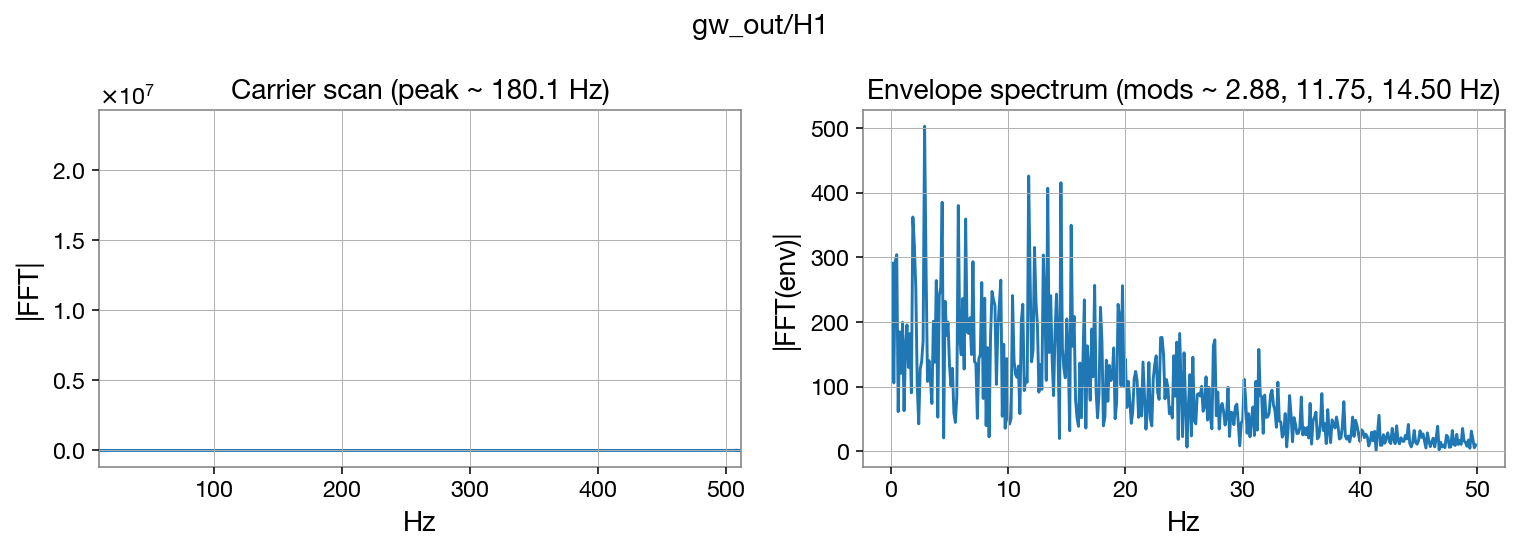 gw_out/H1
Carrier scan (peak ~ 180.1 Hz)
×10⁷
|FFT|
2.0
1.5
1.0
0.5
0.0
100 200 300 400 500
Hz
Envelope spectrum (mods ~ 2.88, 11.75, 14.50 Hz)
|FFT(env)|
500
400
300
200
100
0
0 10 20 30 40 50
Hz